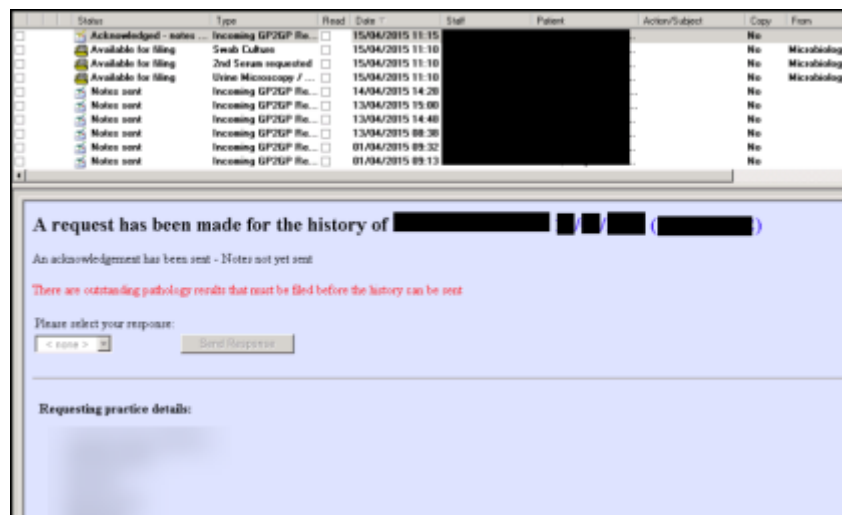 Status Type Read Date Staff Patient Action/Subject Copy From
Acknowledged - notes ... Incoming GP2GP Re... 15/04/2015 11:15 .. No
Available for filing Swab Culture 15/04/2015 11:10 No Microbiolog
Available for filing 2nd Serum requested 15/04/2015 11:10 No Microbiolog
Available for filing Urine Microscopy / ... 15/04/2015 11:10 No Microbiolog
Notes sent Incoming GP2GP Re... 14/04/2015 14:28 No
Notes sent Incoming GP2GP Re... 13/04/2015 15:00 No
Notes sent Incoming GP2GP Re... 13/04/2015 14:48 No
Notes sent Incoming GP2GP Re... 13/04/2015 08:38 No
Notes sent Incoming GP2GP Re... 01/04/2015 09:32 No
Notes sent Incoming GP2GP Re... 01/04/2015 09:13 No
A request has been made for the history of / / ( )
An acknowledgement has been sent - Notes not yet sent
There are outstanding pathology results that must be filed before the history can be sent
Please select your response:
< none > Send Response
Requesting practice details: